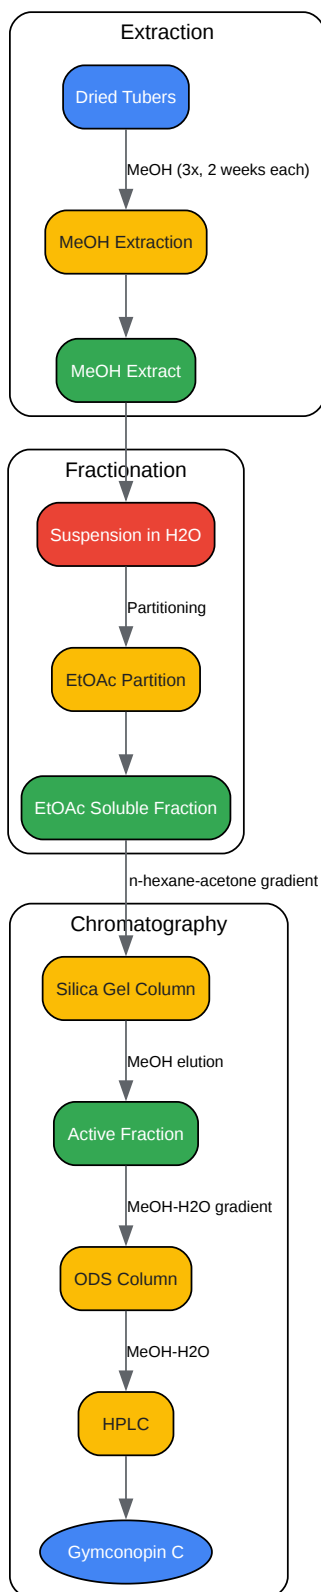 Extraction
Dried Tubers
MeOH (3x, 2 weeks each)
MeOH Extraction
MeOH Extract
Fractionation
Suspension in H2O
Partitioning
EtOAc Partition
EtOAc Soluble Fraction
n-hexane-acetone gradient
Chromatography
Silica Gel Column
MeOH elution
Active Fraction
MeOH-H2O gradient
ODS Column
MeOH-H2O
HPLC
Gymconopin C